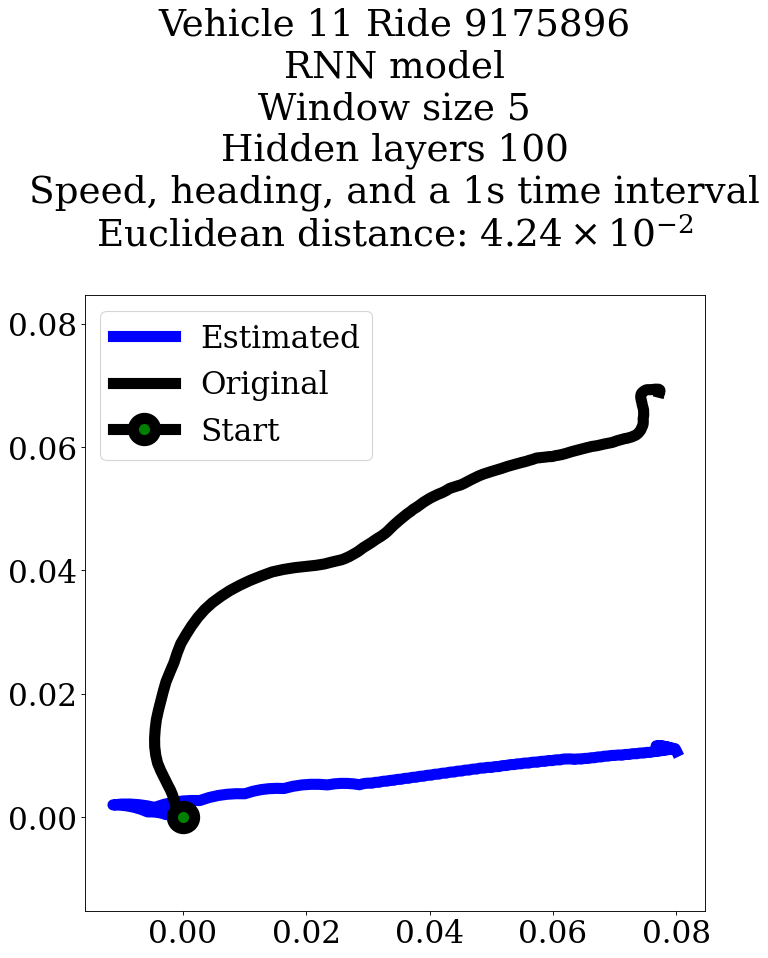 Vehicle 11 Ride 9175896
RNN model
Window size 5
Hidden layers 100
Speed, heading, and a 1s time interval
Euclidean distance: 4.24 × 10⁻²
Estimated
Original
Start
0.08
0.06
0.04
0.02
0.00
0.00 0.02 0.04 0.06 0.08